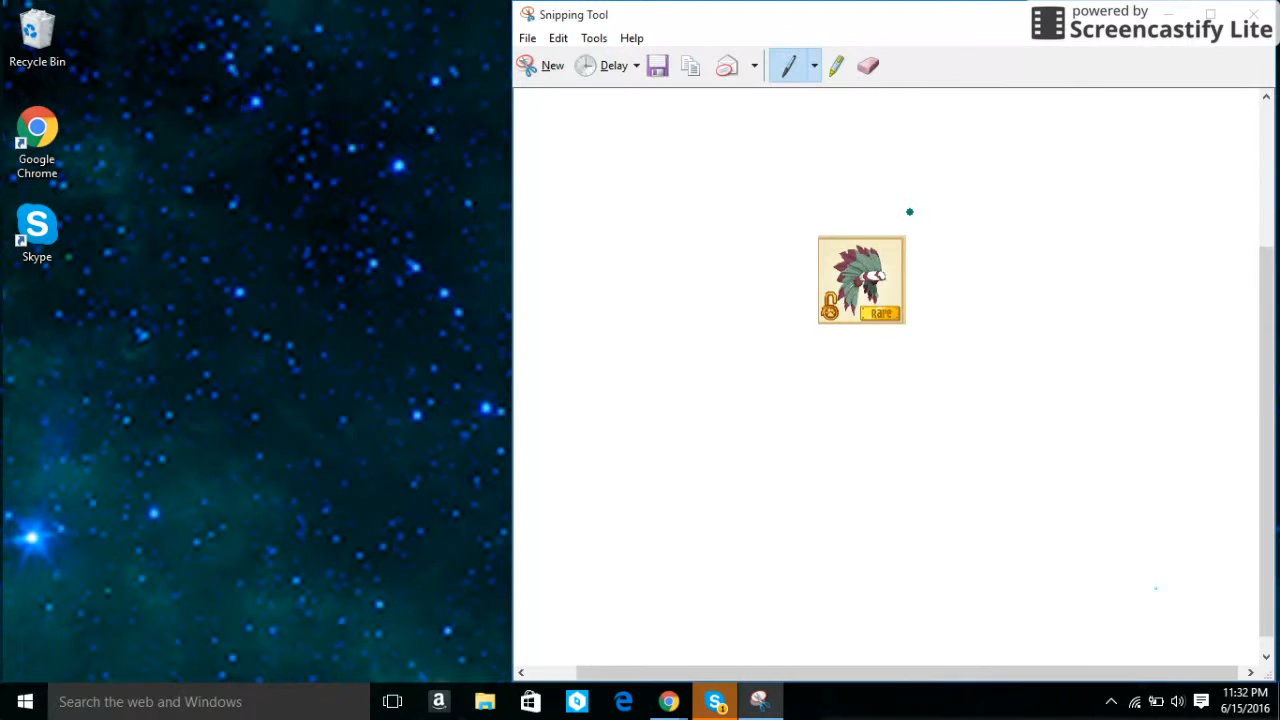 Recycle Bin
Google
Chrome
Skype
Snipping Tool
powered by
Screencastify Lite
File Edit Tools Help
New Delay
Rare
Search the web and Windows
a
S 1
11:32 PM
6/15/2016